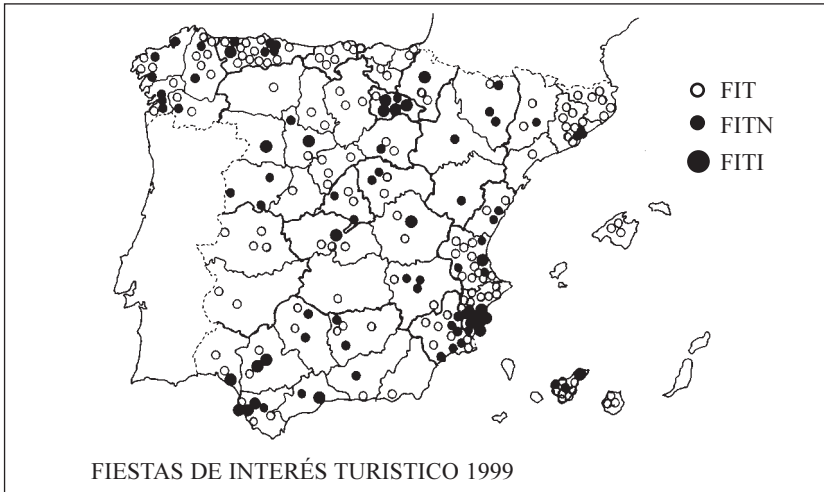 FIT
FITN
FITI
FIESTAS DE INTERÉS TURISTICO 1999